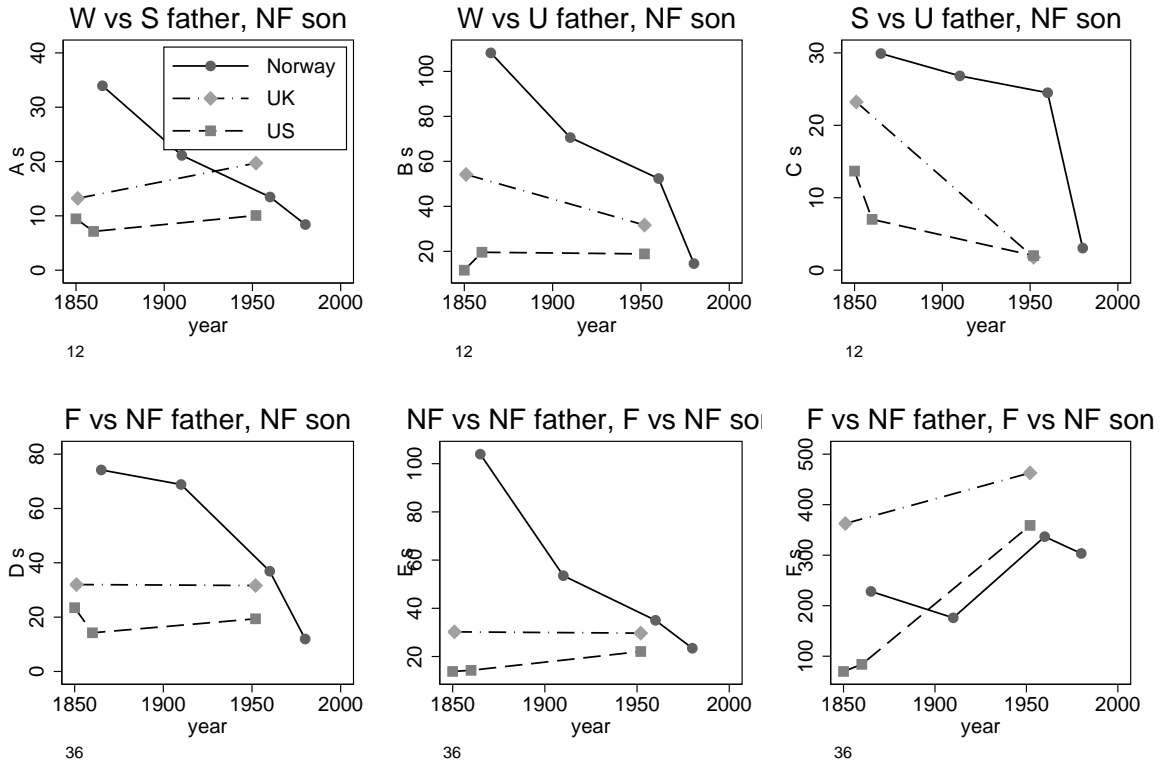 W vs S father, NF son
A s
40
30
20
10
0
Norway
UK
US
1850 1900 1950 2000
year
12
W vs U father, NF son
B s
100
80
60
40
20
1850 1900 1950 2000
year
12
S vs U father, NF son
C s
30
20
10
0
1850 1900 1950 2000
year
12
F vs NF father, NF son
D s
80
60
40
20
0
1850 1900 1950 2000
year
36
NF vs NF father, F vs NF so
E s
100
80
60
40
20
1850 1900 1950 2000
year
36
F vs NF father, F vs NF son
F s
500
400
300
200
100
1850 1900 1950 2000
year
36